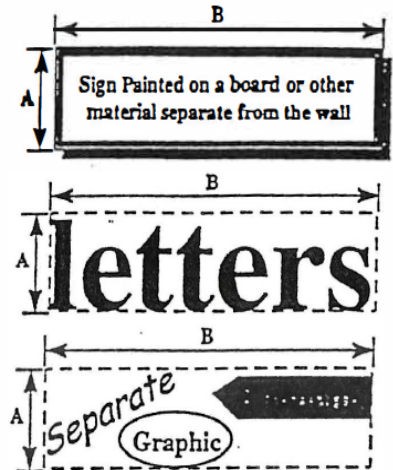 B
A
Sign Painted on a board or other
material separate from the wall
B
A
letters
B
A
Separate
Graphic